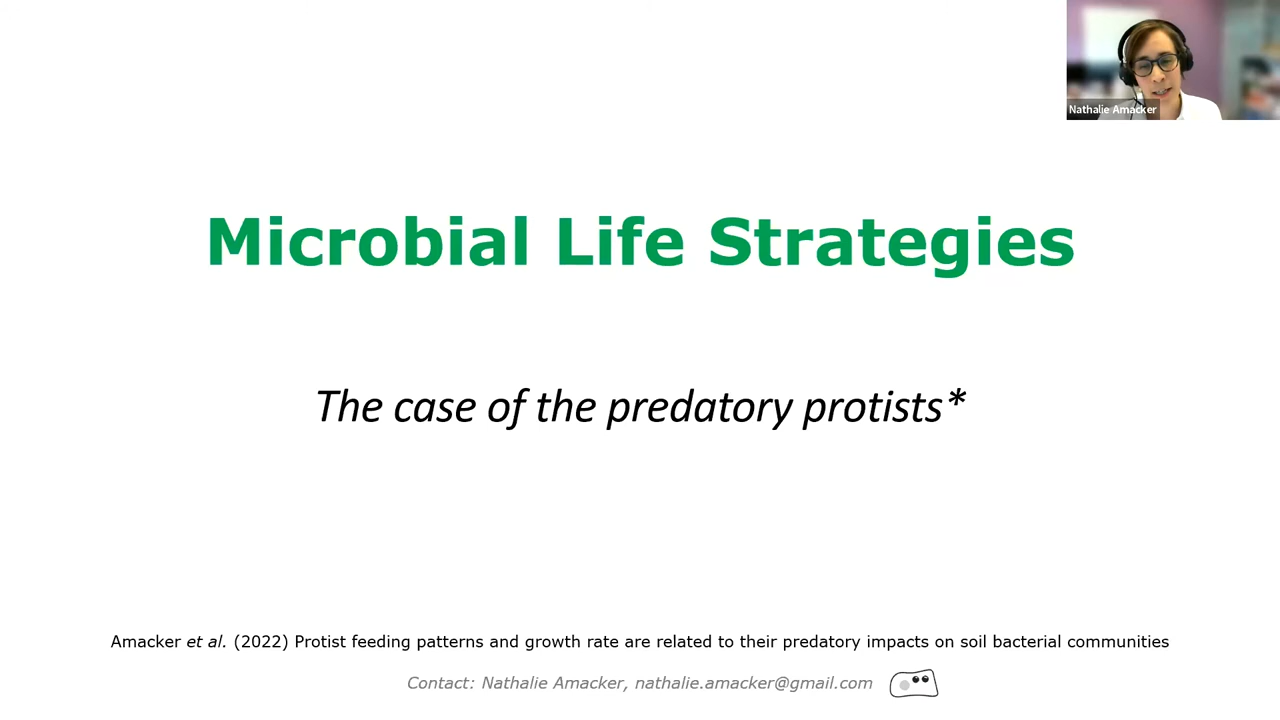 Nathalie Amacker
Microbial Life Strategies
The case of the predatory protists*
Amacker et al. (2022) Protist feeding patterns and growth rate are related to their predatory impacts on soil bacterial communities
Contact: Nathalie Amacker, nathalie.amacker@gmail.com